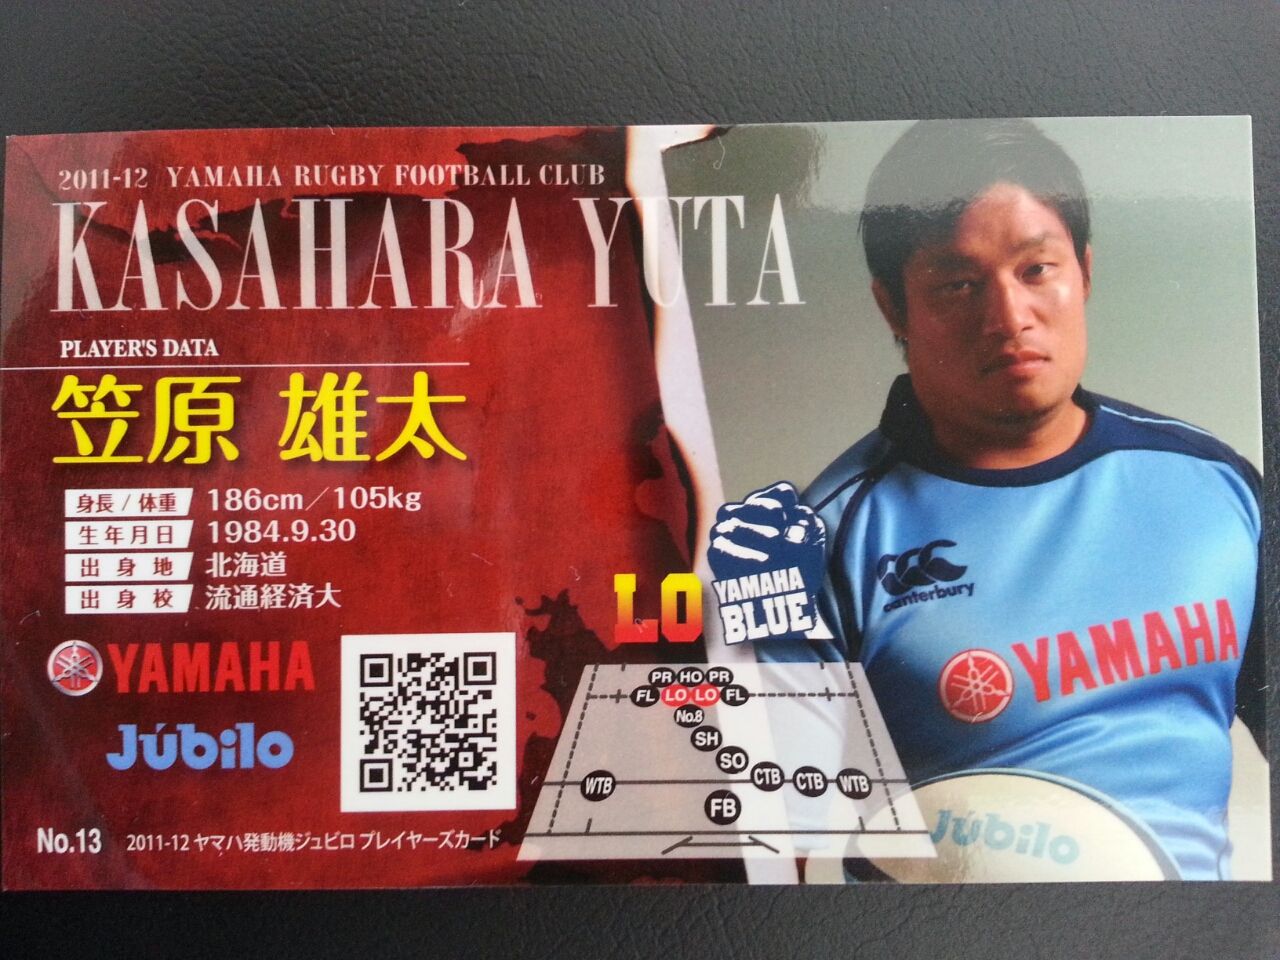 2011-12 YAMAHA RUGBY FOOTBALL CLUB
KASAHARA YUTA
PLAYER'S DATA
笠原 雄太
身長/体重 186cm/105kg
生年月日 1984.9.30
出身地 北海道
出身校 流通経済大
YAMAHA
Júbilo
No.13 2011-12 ヤマハ発動機ジュビロ プレイヤーズカード
LO
YAMAHA
BLUE
PR HO PR
FL LO LO FL
No.8
SH
SO
WTB CTB CTB WTB
FB
canterbury
YAMAHA
Júbilo